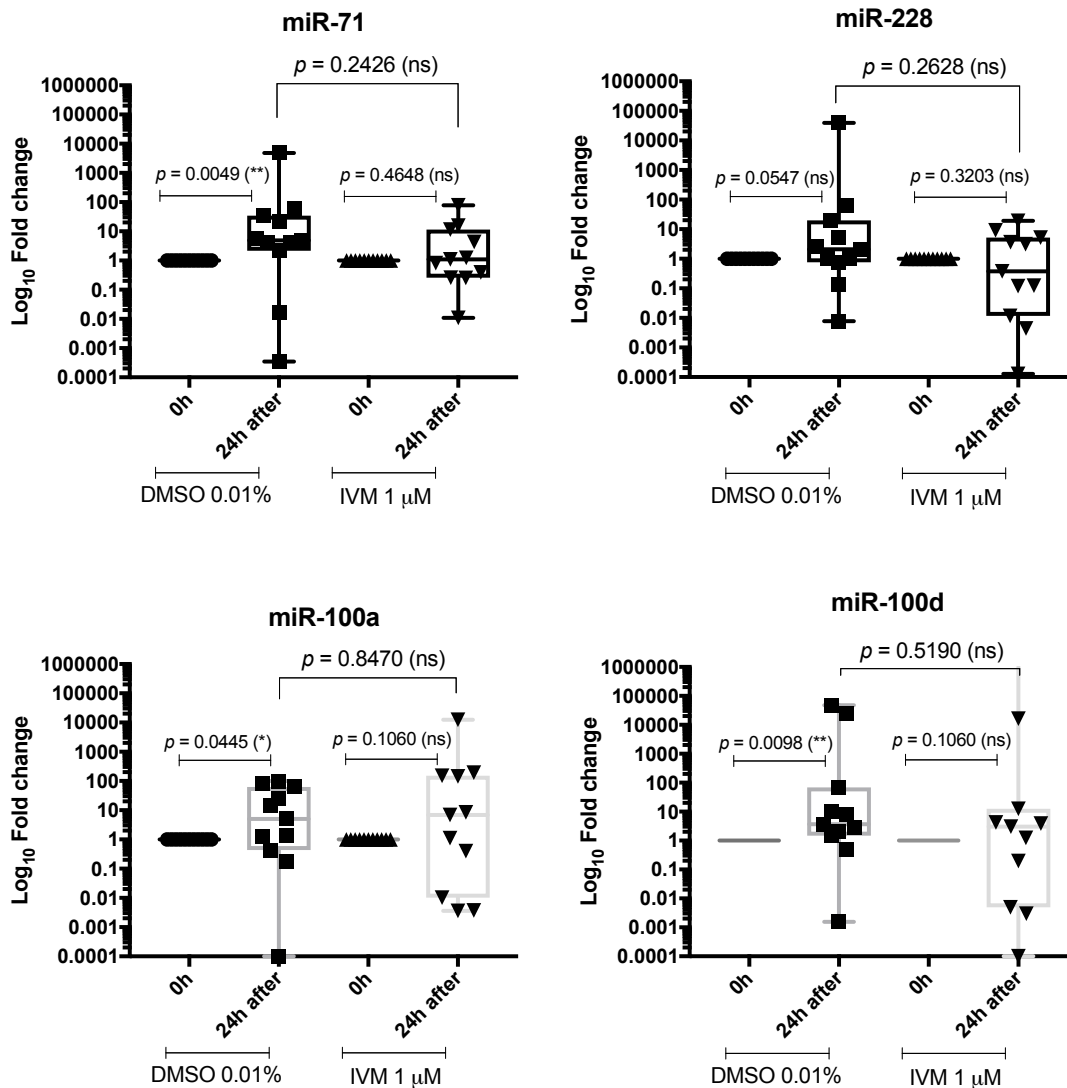 miR-71
p = 0.2426 (ns)
p = 0.0049 (**)
p = 0.4648 (ns)
Log10 Fold change
1000000
100000
10000
1000
100
10
1
0.1
0.01
0.001
0.0001
0h
24h after
0h
24h after
DMSO 0.01%
IVM 1 μM
miR-228
p = 0.2628 (ns)
p = 0.0547 (ns)
p = 0.3203 (ns)
Log10 Fold change
1000000
100000
10000
1000
100
10
1
0.1
0.01
0.001
0.0001
0h
24h after
0h
24h after
DMSO 0.01%
IVM 1 μM
miR-100a
p = 0.8470 (ns)
p = 0.0445 (*)
p = 0.1060 (ns)
Log10 Fold change
1000000
100000
10000
1000
100
10
1
0.1
0.01
0.001
0.0001
0h
24h after
0h
24h after
DMSO 0.01%
IVM 1 μM
miR-100d
p = 0.5190 (ns)
p = 0.0098 (**)
p = 0.1060 (ns)
Log10 Fold change
1000000
100000
10000
1000
100
10
1
0.1
0.01
0.001
0.0001
0h
24h after
0h
24h after
DMSO 0.01%
IVM 1 μM